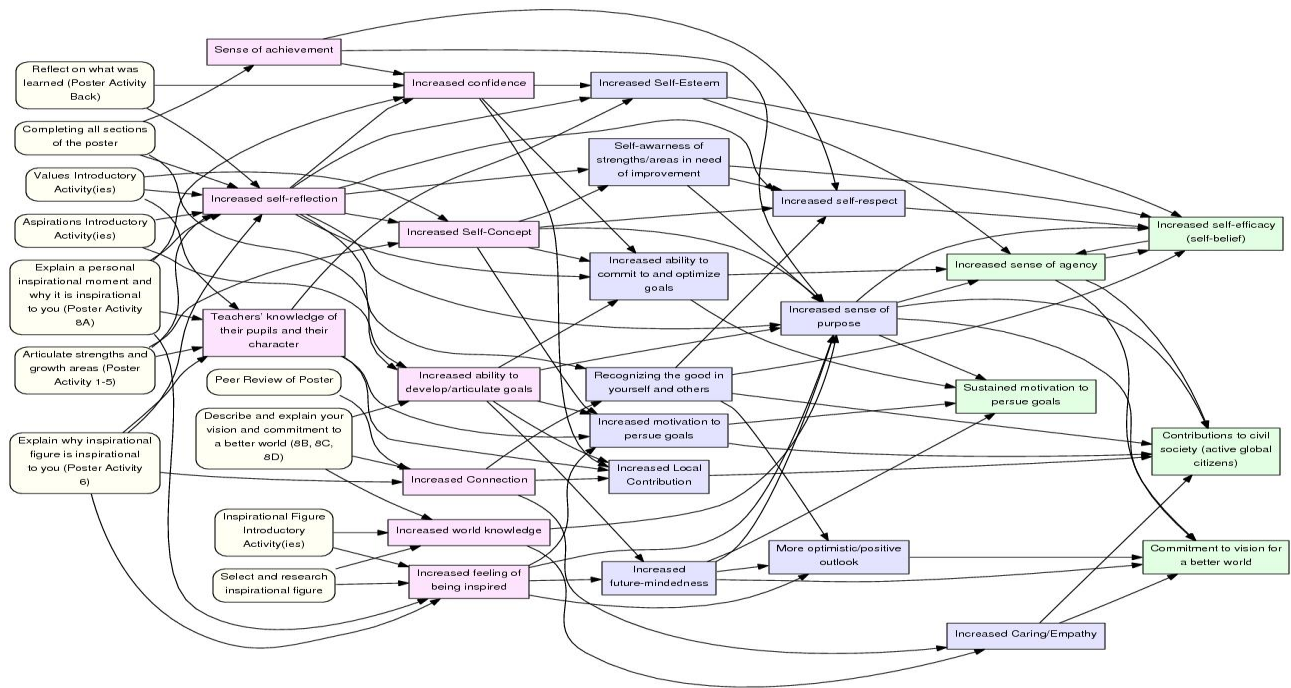 Sense of achievement
Reflect on what was
learned (Poster Activity
Back)
Completing all sections
of the poster
Values Introductory
Activity(ies)
Aspirations Introductory
Activity(ies)
Explain a personal
inspirational moment and
why it is inspirational
to you (Poster Activity
8A)
Articulate strengths and
growth areas (Poster
Activity 1-5)
Explain why inspirational
figure is inspirational
to you (Poster Activity
6)
Increased self-reflection
Teachers' knowledge of
their pupils and their
character
Peer Review of Poster
Describe and explain your
vision and commitment to
a better world (8B, 8C,
8D)
Inspirational Figure
Introductory
Activity(ies)
Select and research
inspirational figure
Increased confidence
Increased Self-Concept
Increased ability to
develop/articulate goals
Increased Connection
Increased world knowledge
Increased feeling of
being inspired
Increased Self-Esteem
Self-awarness of
strengths/areas in need
of improvement
Increased ability to
commit to and optimize
goals
Recognizing the good in
yourself and others
Increased motivation to
persue goals
Increased Local
Contribution
Increased
future-mindedness
Increased self-respect
Increased sense of
purpose
More optimistic/positive
outlook
Increased sense of agency
Sustained motivation to
persue goals
Increased Caring/Empathy
Increased self-efficacy
(self-belief)
Contributions to civil
society (active global
citizens)
Commitment to vision for
a better world